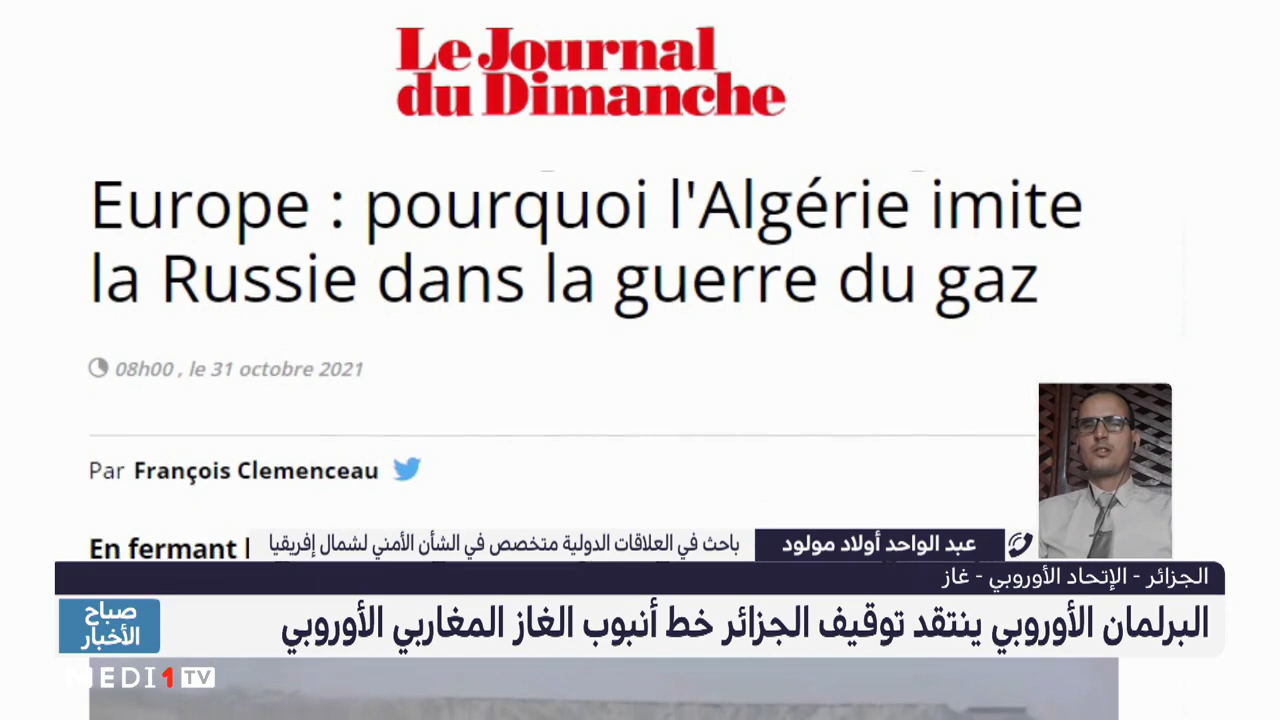 Le Journal
du Dimanche
Europe : pourquoi l'Algérie imite
la Russie dans la guerre du gaz
08h00 , le 31 octobre 2021
Par François Clemenceau
En fermant
عبد الواحد أولاد مولود
باحث في العلاقات الدولية متخصص في الشأن الأمني لشمال إفريقيا
الجزائر - الإتحاد الأوروبي - غاز
البرلمان الأوروبي ينتقد توقيف الجزائر خط أنبوب الغاز المغاربي الأوروبي
صباح
الأخبار
MEDI1TV